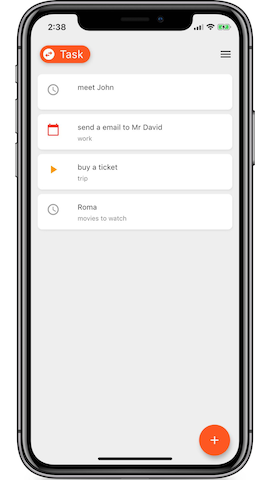 2:38
Task
meet John
send a email to Mr David
work
buy a ticket
trip
Roma
movies to watch
+